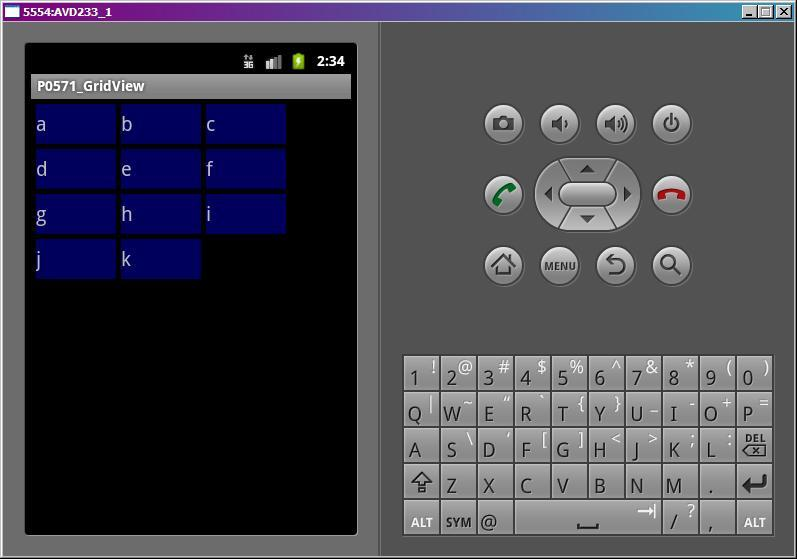 5554:AVD233_1
3G 2:34
P0571_GridView
a b c
d e f
g h i
j k
MENU
1 ! 2 @ 3 # 4 $ 5 % 6 ^ 7 & 8 * 9 ( 0 )
Q | W ~ E “ R ` T { Y } U _ I - O + P =
A S \ D ‘ F [ G ] H < J > K ; L : DEL
Z X C V B N M .
ALT SYM @ / ? , ALT